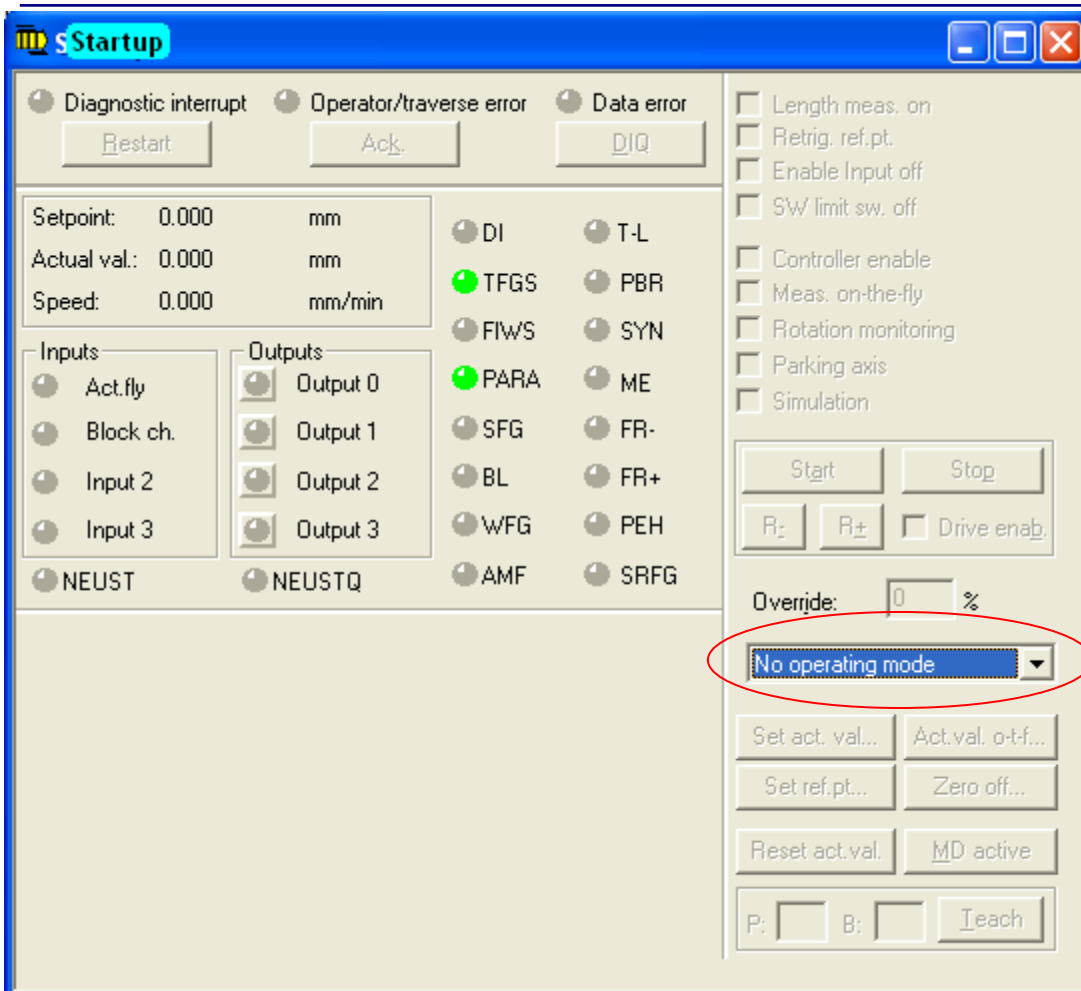 Startup
Diagnostic interrupt
Operator/traverse error
Data error
Restart
Ack.
DIQ
Setpoint: 0.000 mm
Actual val.: 0.000 mm
Speed: 0.000 mm/min
Inputs
Act.fly
Block ch.
Input 2
Input 3
NEUST
Outputs
Output 0
Output 1
Output 2
Output 3
NEUSTQ
DI
TFGS
FIWS
PARA
SFG
BL
WFG
AMF
T-L
PBR
SYN
ME
FR-
FR+
PEH
SRFG
Length meas. on
Retrig. ref.pt.
Enable Input off
SW limit sw. off
Controller enable
Meas. on-the-fly
Rotation monitoring
Parking axis
Simulation
Start
Stop
R-
R+
Drive enab.
Override: 0 %
No operating mode
Set act. val...
Act.val. o-t-f...
Set ref.pt...
Zero off...
Reset act.val.
MD active
P:
B:
Teach